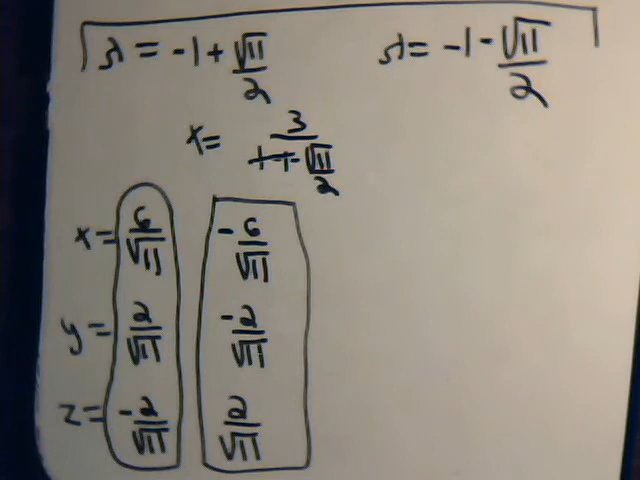 λ = -1 + √11/2 λ = -1 - √11/2
x = 3/(±√11/2)
x = 6/√11 -6/√11
y = 2/√11 -2/√11
z = -2/√11 2/√11